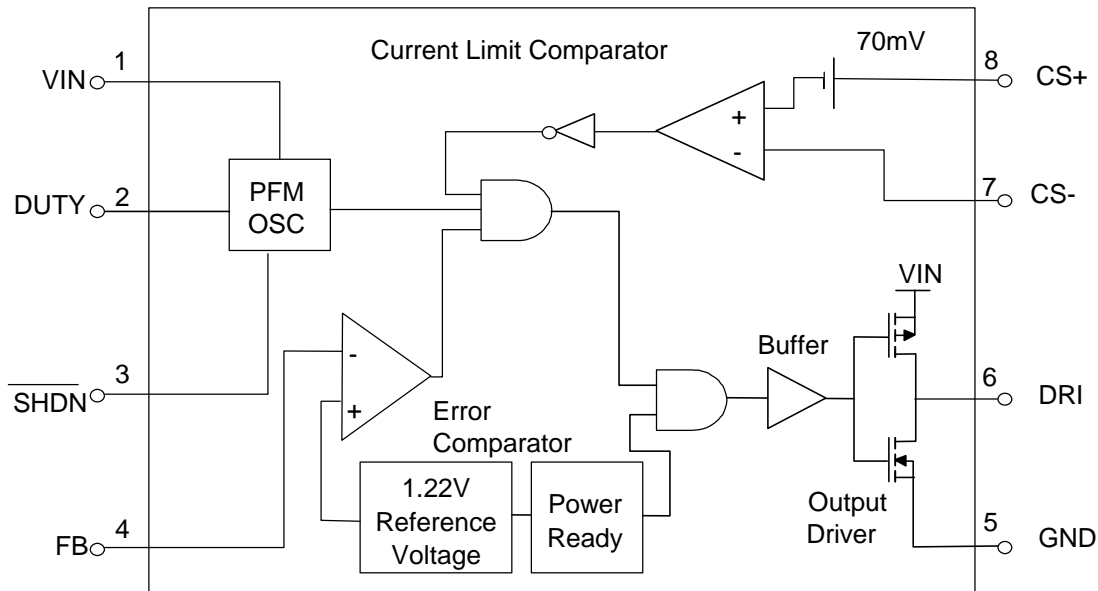 Current Limit Comparator
70mV
VIN
1
8
CS+
+
-
PFM
OSC
DUTY
2
7
CS-
VIN
Buffer
-
+
SHDN
3
6
DRI
Error
Comparator
1.22V
Reference
Voltage
Power
Ready
Output
Driver
FB
4
5
GND